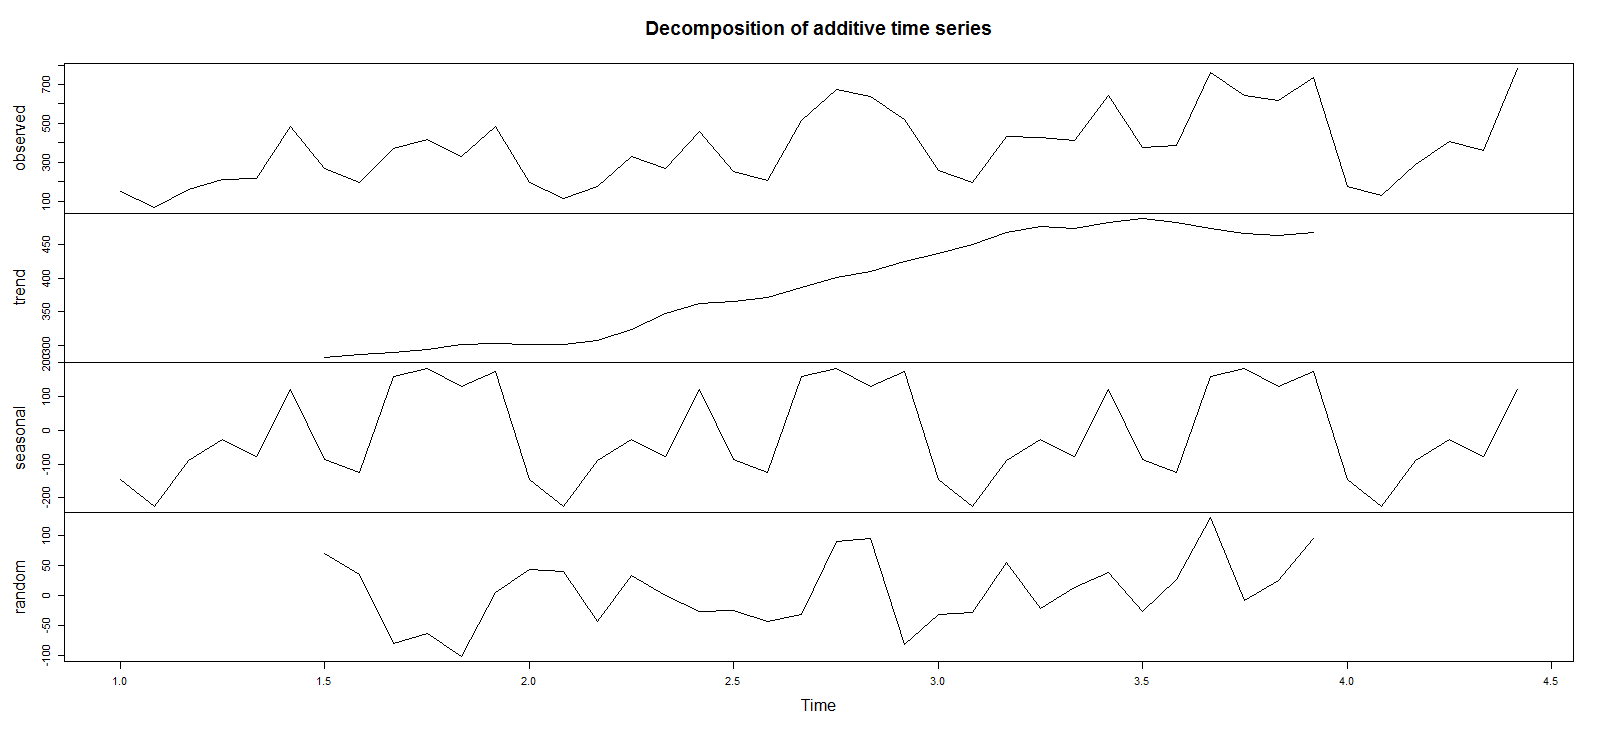 Decomposition of additive time series
observed
100 300 500 700
trend
300 350 400 450
seasonal
-200 -100 0 100 200
random
-100 -50 0 50 100
1.0 1.5 2.0 2.5 3.0 3.5 4.0 4.5
Time